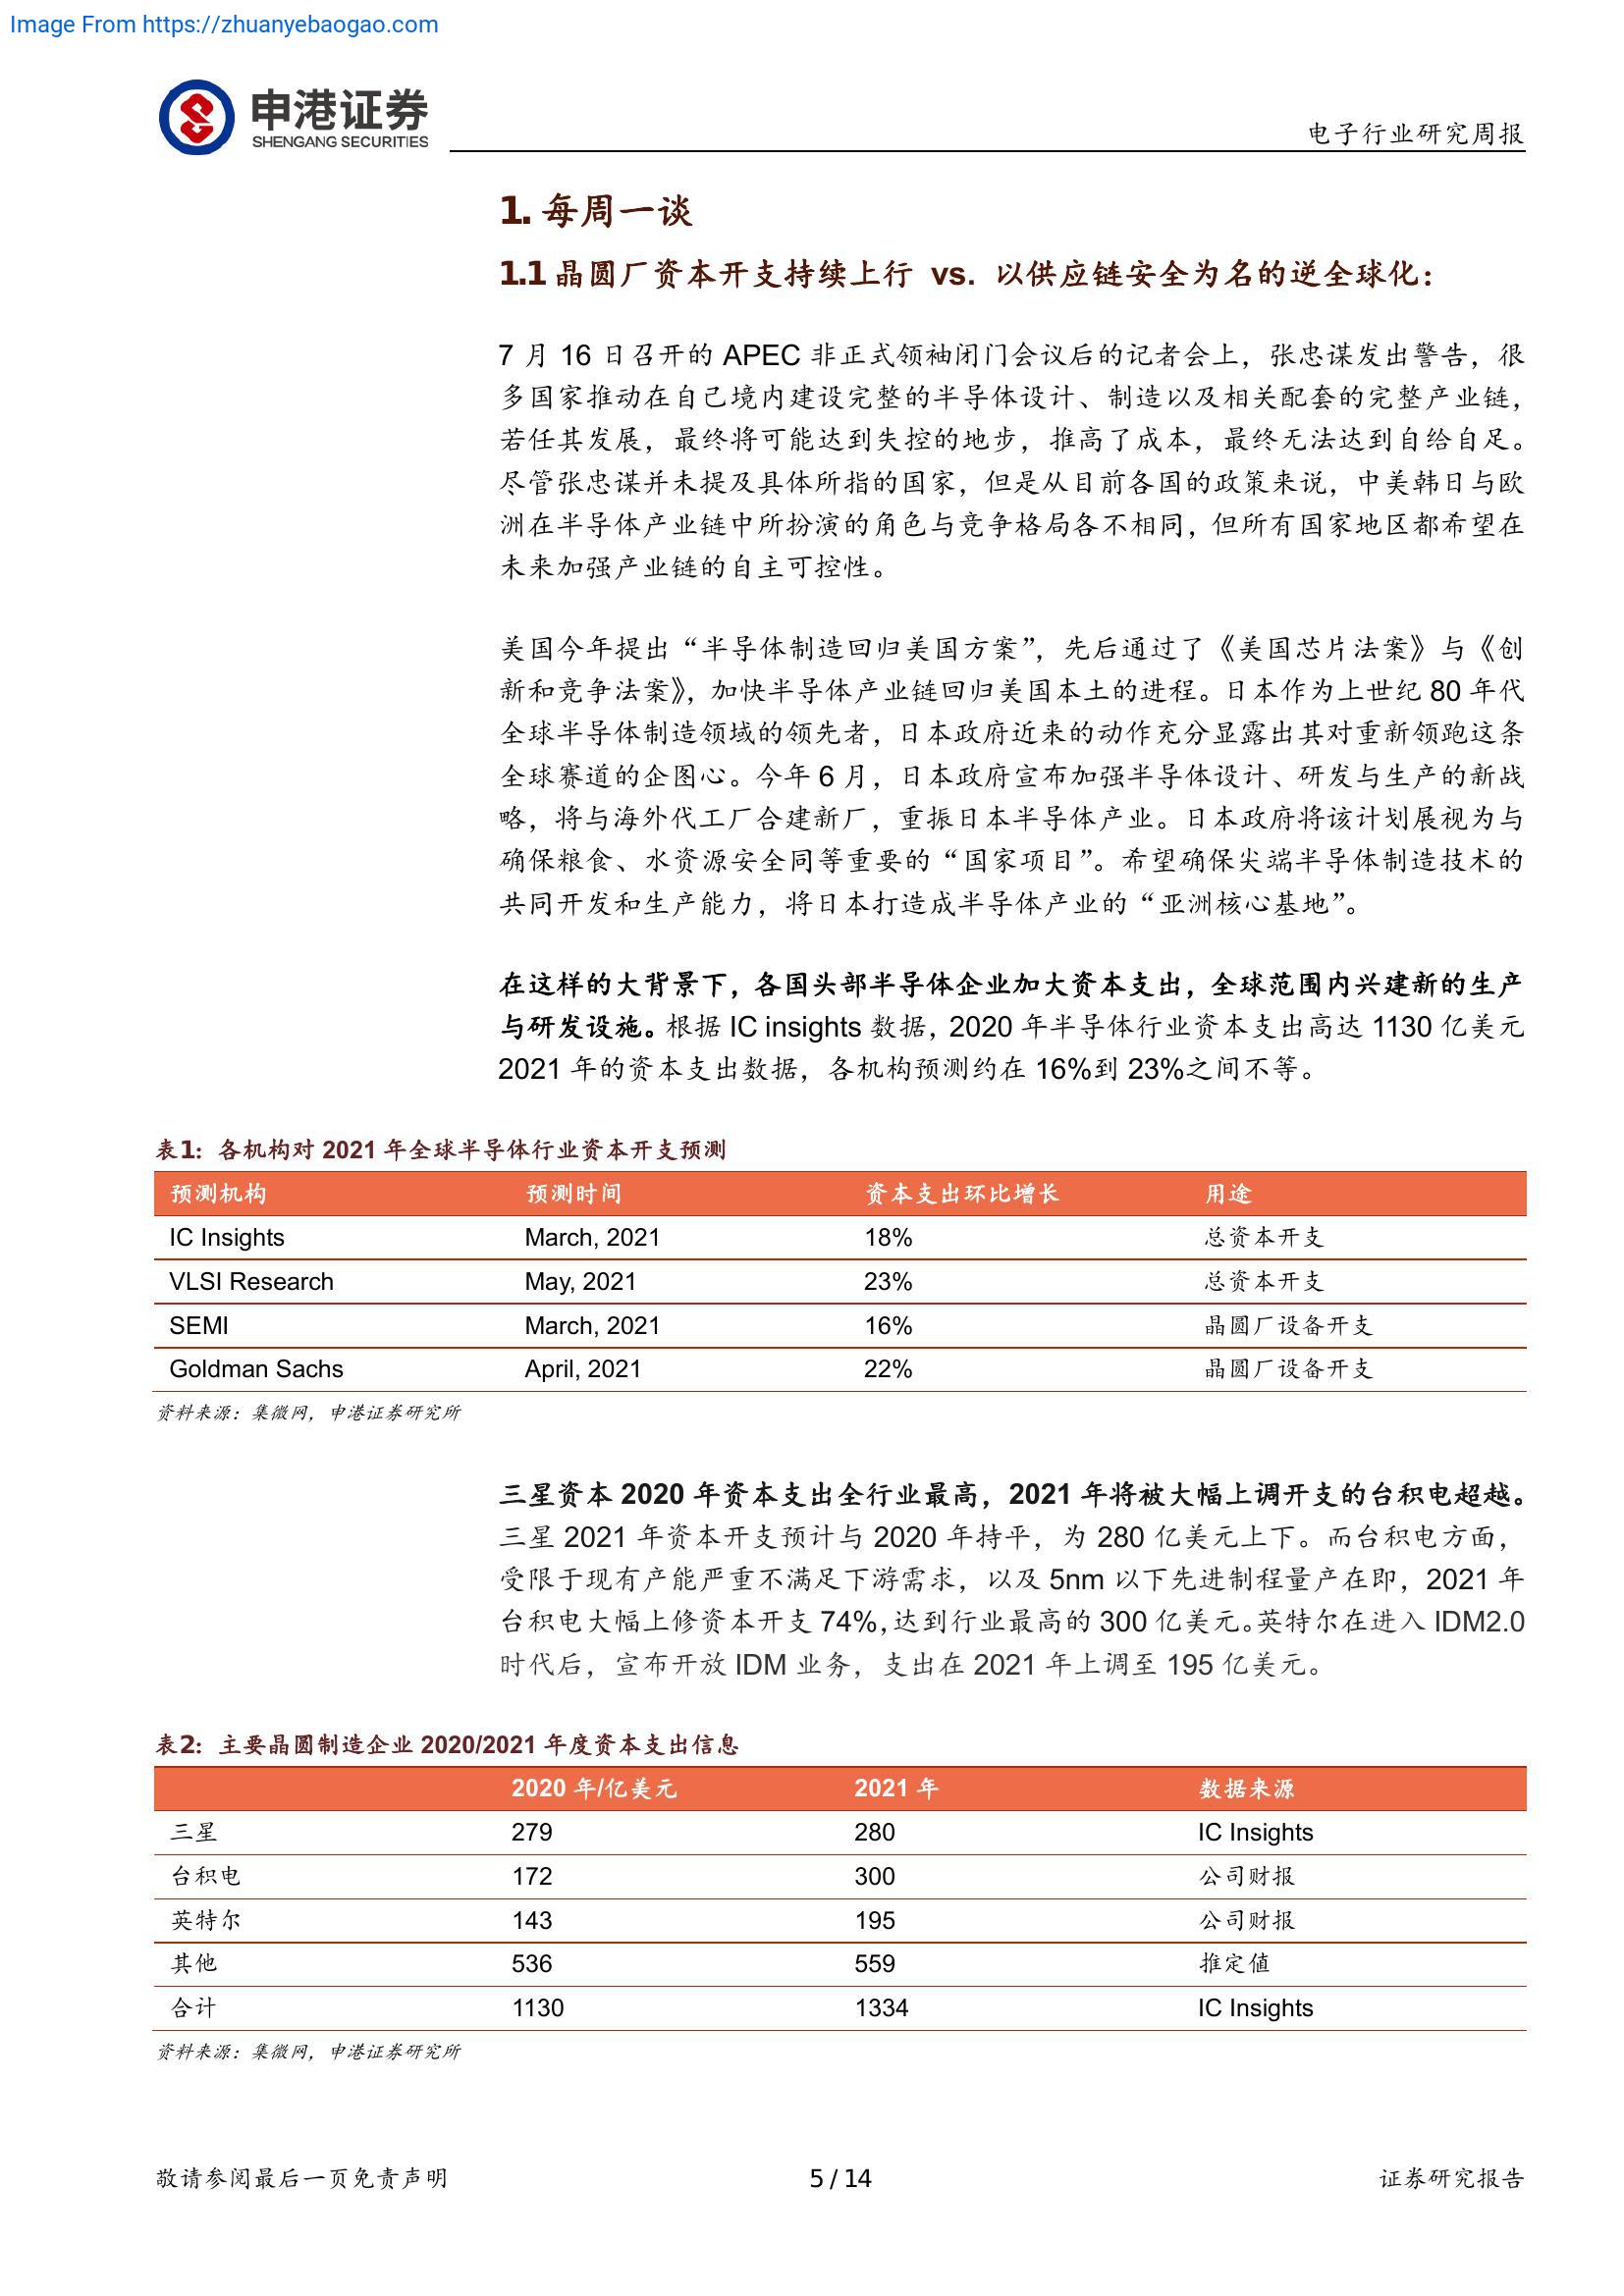 Image From https://zhuanyebaogao.com
申港证券
SHENGANG SECURITIES
电子行业研究周报
1. 每周一谈
1.1 晶圆厂资本开支持续上行 vs. 以供应链安全为名的逆全球化：
7 月 16 日召开的 APEC 非正式领袖闭门会议后的记者会上，张忠谋发出警告，很
多国家推动在自己境内建设完整的半导体设计、制造以及相关配套的完整产业链，
若任其发展，最终将可能达到失控的地步，推高了成本，最终无法达到自给自足。
尽管张忠谋并未提及具体所指的国家，但是从目前各国的政策来说，中美韩日与欧
洲在半导体产业链中所扮演的角色与竞争格局各不相同，但所有国家地区都希望在
未来加强产业链的自主可控性。
美国今年提出“半导体制造回归美国方案”，先后通过了《美国芯片法案》与《创
新和竞争法案》，加快半导体产业链回归美国本土的进程。日本作为上世纪 80 年代
全球半导体制造领域的领先者，日本政府近来的动作充分显露出其对重新领跑这条
全球赛道的企图心。今年 6 月，日本政府宣布加强半导体设计、研发与生产的新战
略，将与海外代工厂合建新厂，重振日本半导体产业。日本政府将该计划展视为与
确保粮食、水资源安全同等重要的“国家项目”。希望确保尖端半导体制造技术的
共同开发和生产能力，将日本打造成半导体产业的“亚洲核心基地”。
在这样的大背景下，各国头部半导体企业加大资本支出，全球范围内兴建新的生产
与研发设施。根据 IC insights 数据，2020 年半导体行业资本支出高达 1130 亿美元
2021 年的资本支出数据，各机构预测约在 16%到 23%之间不等。
表1：各机构对 2021 年全球半导体行业资本开支预测
预测机构 预测时间 资本支出环比增长 用途
IC Insights March, 2021 18% 总资本开支
VLSI Research May, 2021 23% 总资本开支
SEMI March, 2021 16% 晶圆厂设备开支
Goldman Sachs April, 2021 22% 晶圆厂设备开支
资料来源：集微网，申港证券研究所
三星资本 2020 年资本支出全行业最高，2021 年将被大幅上调开支的台积电超越。
三星 2021 年资本开支预计与 2020 年持平，为 280 亿美元上下。而台积电方面，
受限于现有产能严重不满足下游需求，以及 5nm 以下先进制程量产在即，2021 年
台积电大幅上修资本开支 74%，达到行业最高的 300 亿美元。英特尔在进入 IDM2.0
时代后，宣布开放 IDM 业务，支出在 2021 年上调至 195 亿美元。
表2：主要晶圆制造企业 2020/2021 年度资本支出信息
2020 年/亿美元 2021 年 数据来源
三星 279 280 IC Insights
台积电 172 300 公司财报
英特尔 143 195 公司财报
其他 536 559 推定值
合计 1130 1334 IC Insights
资料来源：集微网，申港证券研究所
敬请参阅最后一页免责声明 5 / 14 证券研究报告